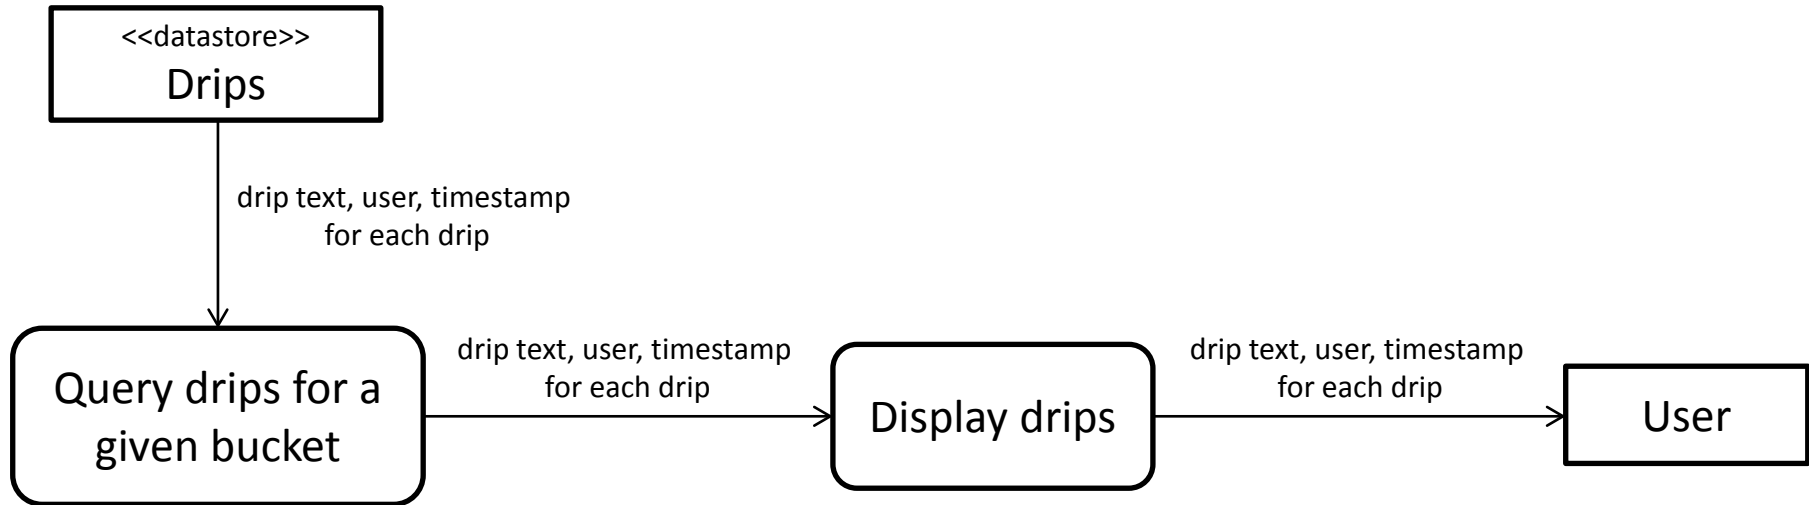 <<datastore>>
Drips
drip text, user, timestamp
for each drip
Query drips for a
given bucket
drip text, user, timestamp
for each drip
Display drips
drip text, user, timestamp
for each drip
User